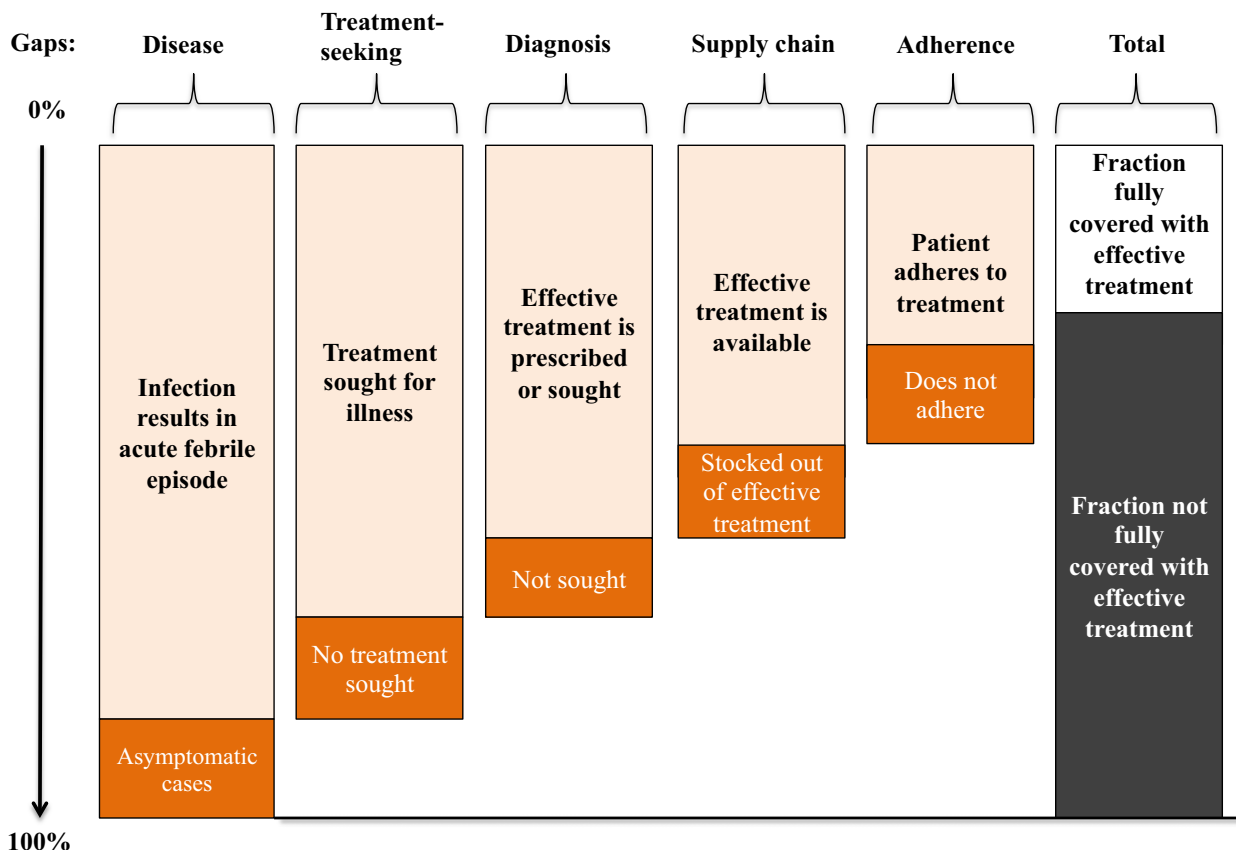 Gaps:
Disease
Treatment-
seeking
Diagnosis
Supply chain
Adherence
Total
0%
100%
Infection
results in
acute febrile
episode
Asymptomatic
cases
Treatment
sought for
illness
No treatment
sought
Effective
treatment is
prescribed
or sought
Not sought
Effective
treatment is
available
Stocked out
of effective
treatment
Patient
adheres to
treatment
Does not
adhere
Fraction
fully
covered with
effective
treatment
Fraction not
fully
covered with
effective
treatment